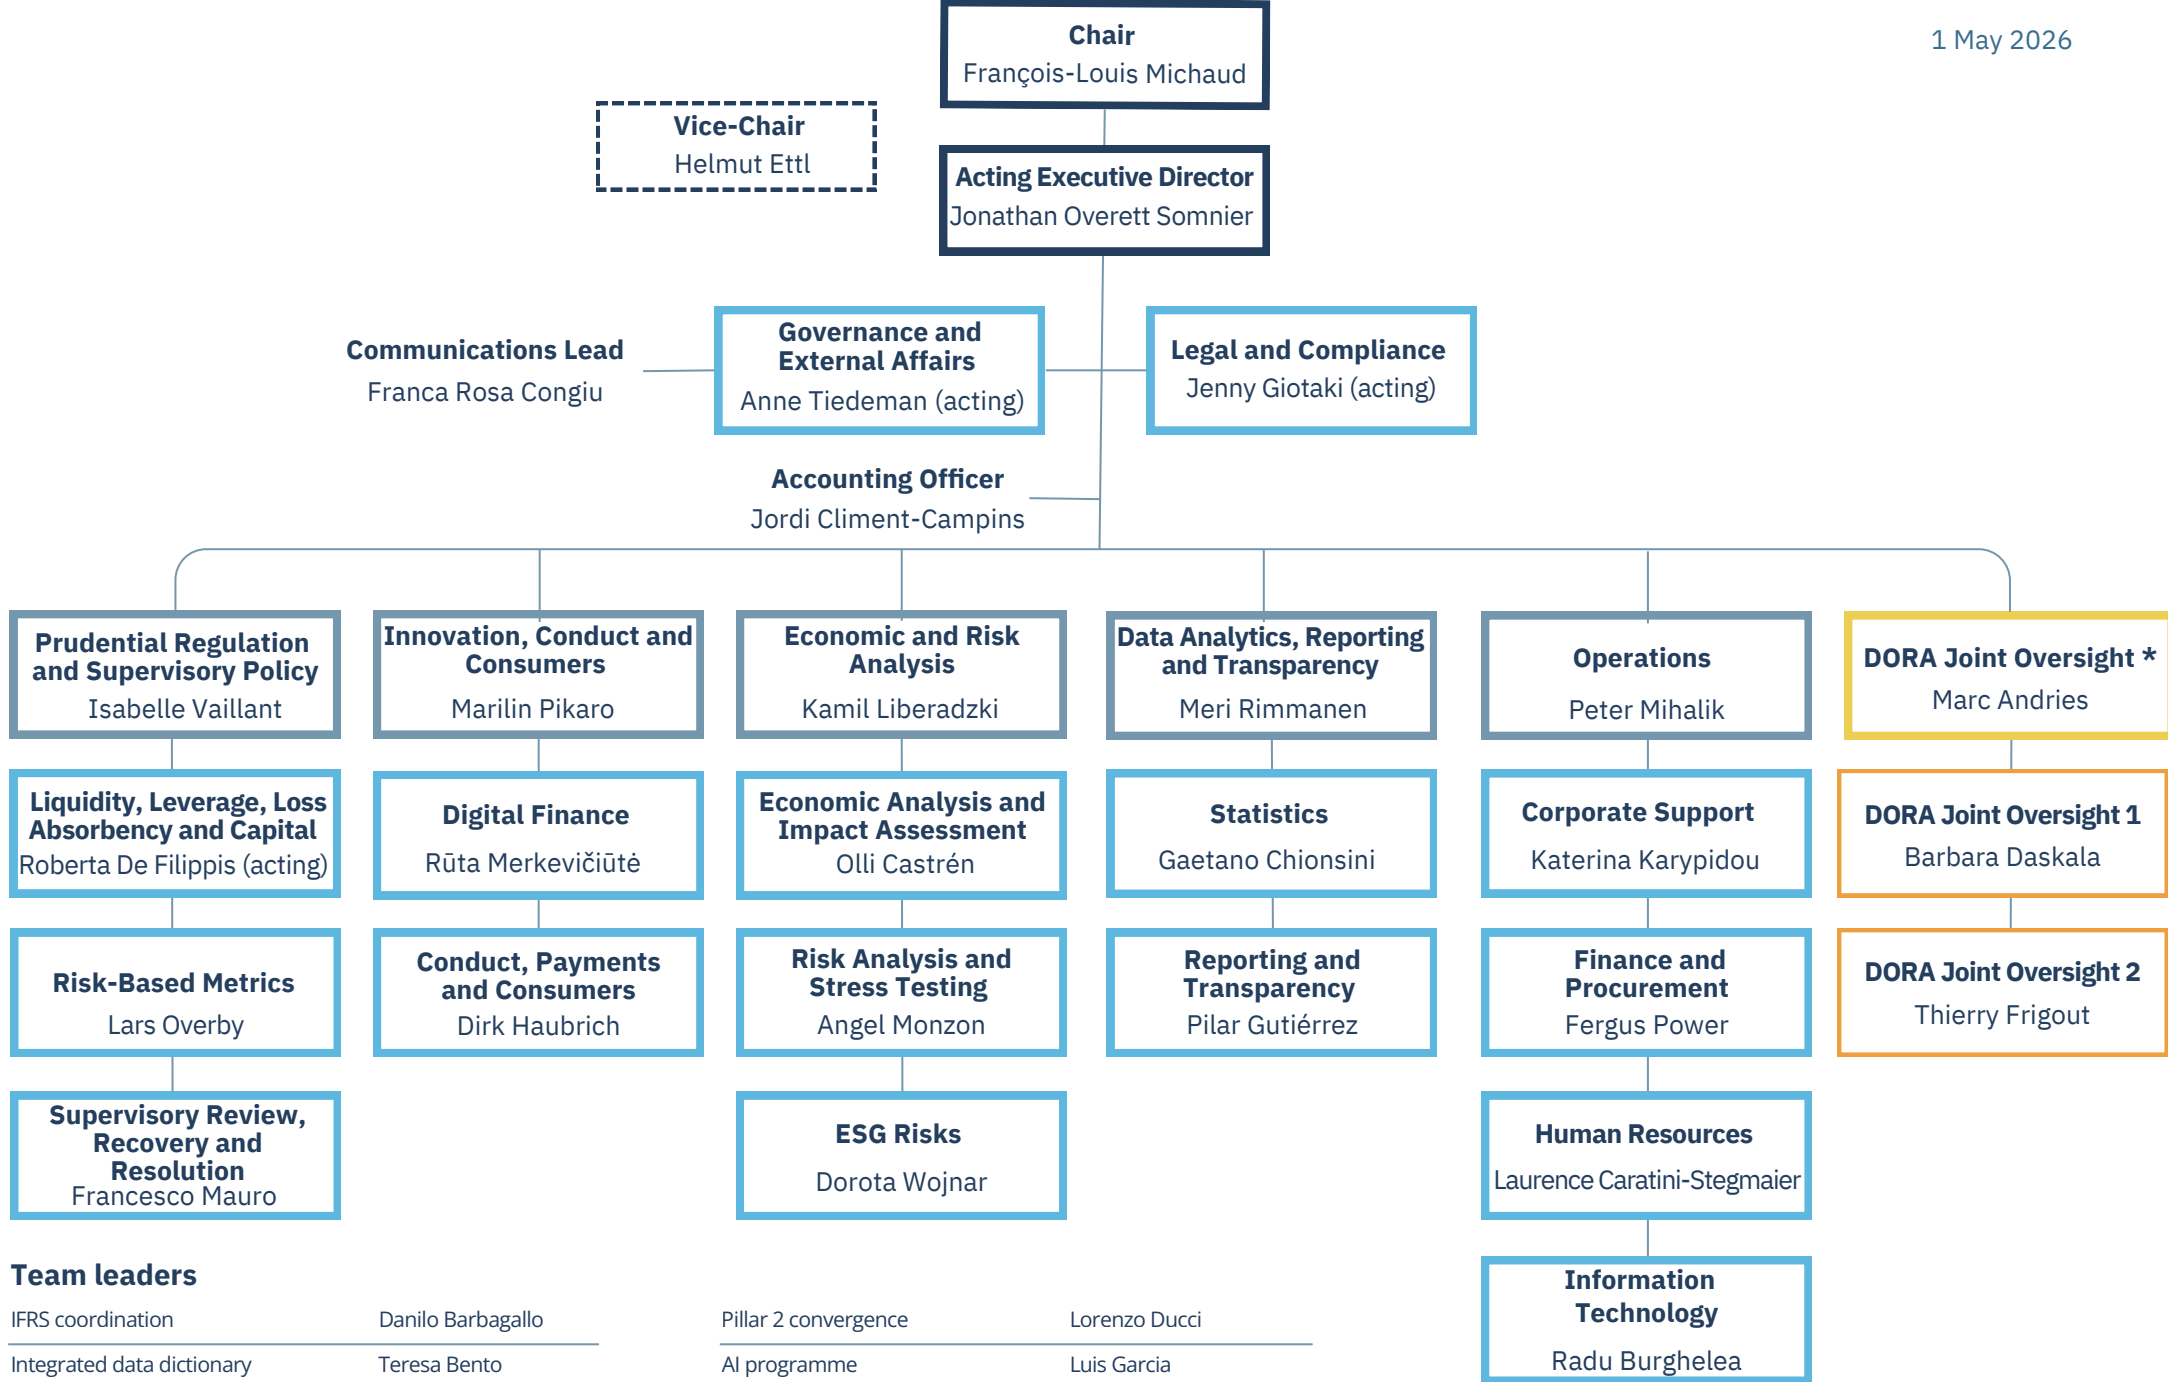 1 May 2026
Chair
François-Louis Michaud
Vice-Chair
Helmut Ettl
Acting Executive Director
Jonathan Overett Somnier
Communications Lead
Franca Rosa Congiu
Governance and
External Affairs
Anne Tiedeman (acting)
Legal and Compliance
Jenny Giotaki (acting)
Accounting Officer
Jordi Climent-Campins
Prudential Regulation
and Supervisory Policy
Isabelle Vaillant
Innovation, Conduct and
Consumers
Marilin Pikaro
Economic and Risk
Analysis
Kamil Liberadzki
Data Analytics, Reporting
and Transparency
Meri Rimmanen
Operations
Peter Mihalik
DORA Joint Oversight *
Marc Andries
Liquidity, Leverage, Loss
Absorbency and Capital
Roberta De Filippis (acting)
Digital Finance
Rūta Merkevičiūtė
Economic Analysis and
Impact Assessment
Olli Castrén
Statistics
Gaetano Chionsini
Corporate Support
Katerina Karypidou
DORA Joint Oversight 1
Barbara Daskala
Risk-Based Metrics
Lars Overby
Conduct, Payments
and Consumers
Dirk Haubrich
Risk Analysis and
Stress Testing
Angel Monzon
Reporting and
Transparency
Pilar Gutiérrez
Finance and
Procurement
Fergus Power
DORA Joint Oversight 2
Thierry Frigout
Supervisory Review,
Recovery and
Resolution
Francesco Mauro
ESG Risks
Dorota Wojnar
Human Resources
Laurence Caratini-Stegmaier
Information
Technology
Radu Burghelea
Team leaders
IFRS coordination Danilo Barbagallo
Integrated data dictionary Teresa Bento
Pillar 2 convergence Lorenzo Ducci
AI programme Luis Garcia